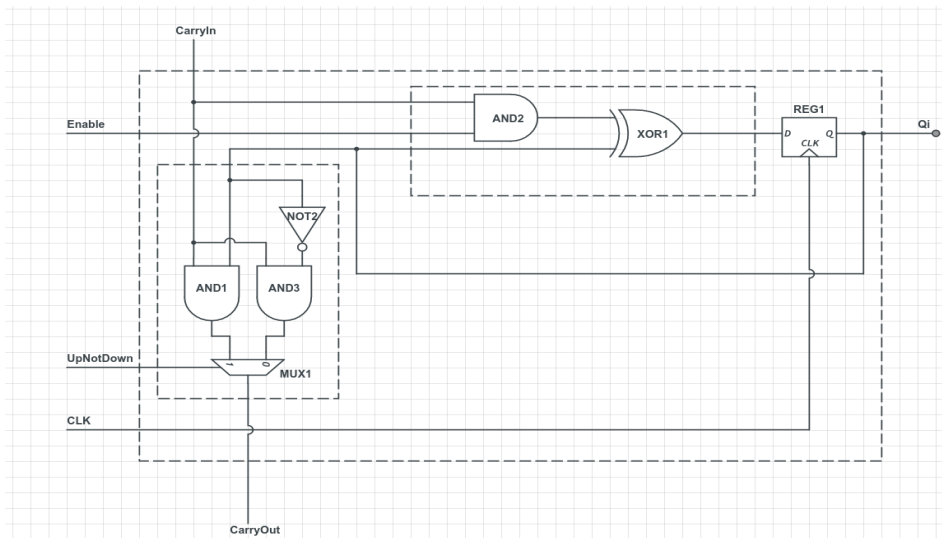 CarryIn
Enable
AND2
XOR1
REG1
D
Q
CLK
Qi
NOT2
AND1
AND3
UpNotDown
1
0
MUX1
CLK
CarryOut